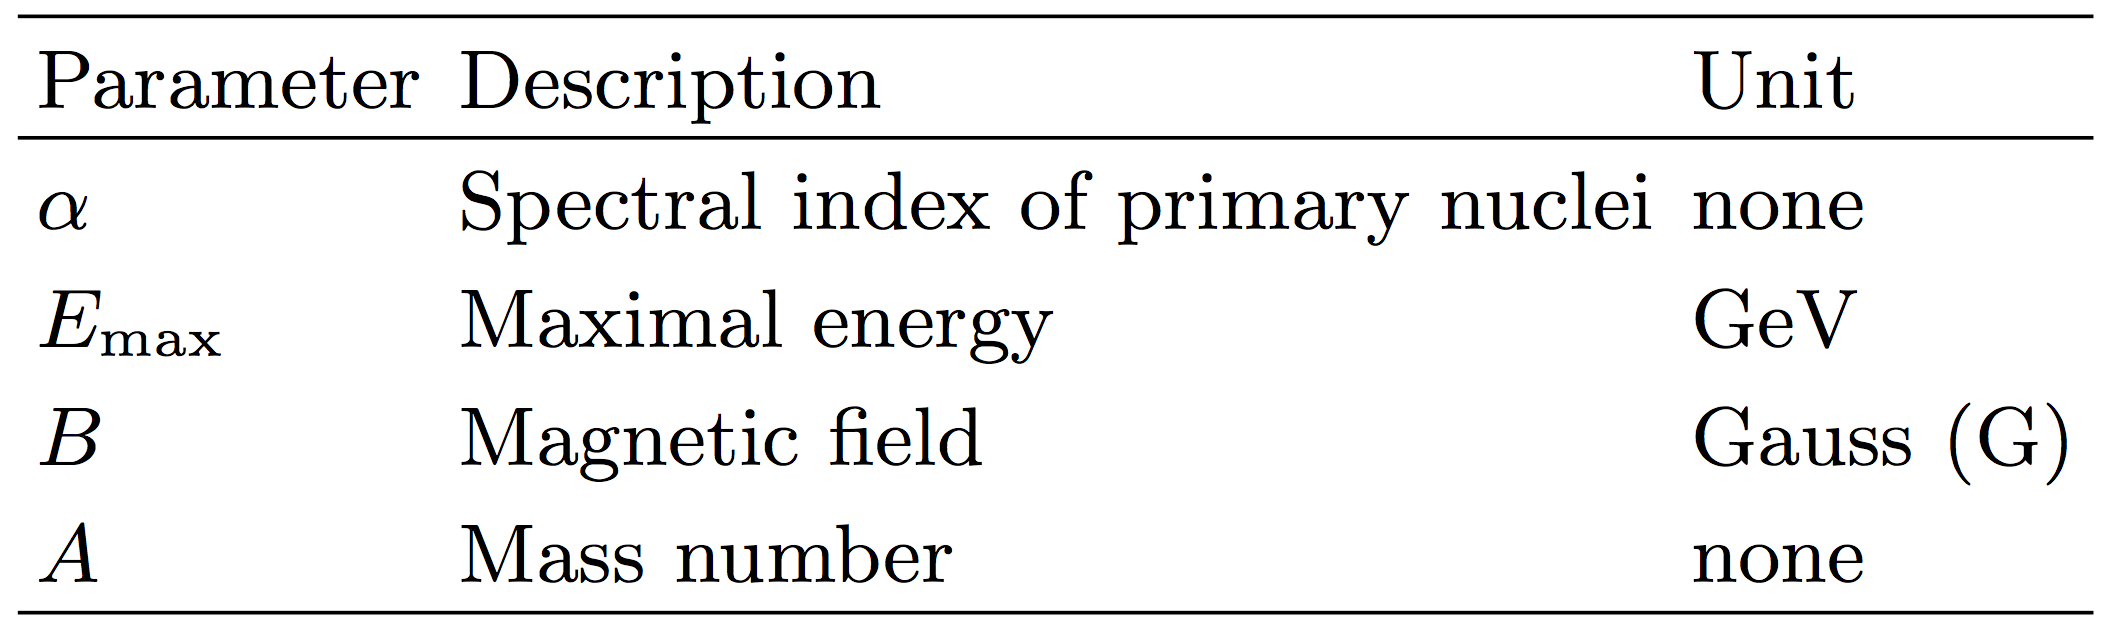 Parameter Description Unit
α Spectral index of primary nuclei none
E_max Maximal energy GeV
B Magnetic field Gauss (G)
A Mass number none